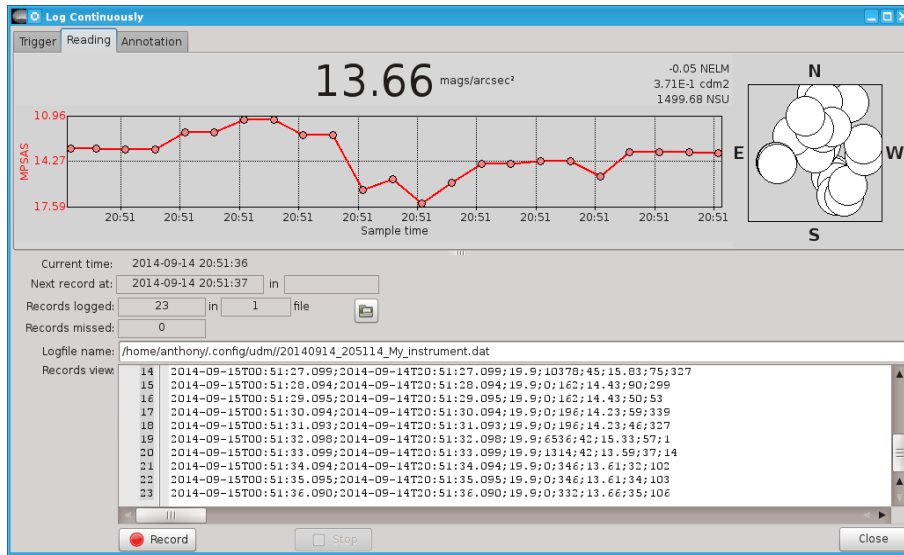 Log Continuously
Trigger Reading Annotation
13.66 mags/arcsec²
-0.05 NELM
3.71E-1 cdm2
1499.68 NSU
N
E W
S
10.96
14.27
17.59
MPSAS
20:51 20:51 20:51 20:51 20:51 20:51 20:51 20:51 20:51 20:51 20:51
Sample time
Current time: 2014-09-14 20:51:36
Next record at: 2014-09-14 20:51:37 in
Records logged: 23 in 1 file
Records missed: 0
Logfile name: /home/anthony/.config/udm//20140914_205114_My_instrument.dat
Records view:
14 2014-09-15T00:51:27.099;2014-09-14T20:51:27.099;19.9;10378;45;15.83;75;327
15 2014-09-15T00:51:28.094;2014-09-14T20:51:28.094;19.9;0;162;14.43;90;299
16 2014-09-15T00:51:29.095;2014-09-14T20:51:29.095;19.9;0;162;14.43;50;53
17 2014-09-15T00:51:30.094;2014-09-14T20:51:30.094;19.9;0;196;14.23;59;339
18 2014-09-15T00:51:31.093;2014-09-14T20:51:31.093;19.9;0;196;14.23;46;327
19 2014-09-15T00:51:32.098;2014-09-14T20:51:32.098;19.9;6536;42;15.33;57;1
20 2014-09-15T00:51:33.099;2014-09-14T20:51:33.099;19.9;1314;42;13.59;37;14
21 2014-09-15T00:51:34.094;2014-09-14T20:51:34.094;19.9;0;346;13.61;32;102
22 2014-09-15T00:51:35.095;2014-09-14T20:51:35.095;19.9;0;346;13.61;34;103
23 2014-09-15T00:51:36.090;2014-09-14T20:51:36.090;19.9;0;332;13.66;35;106
Record Stop Close